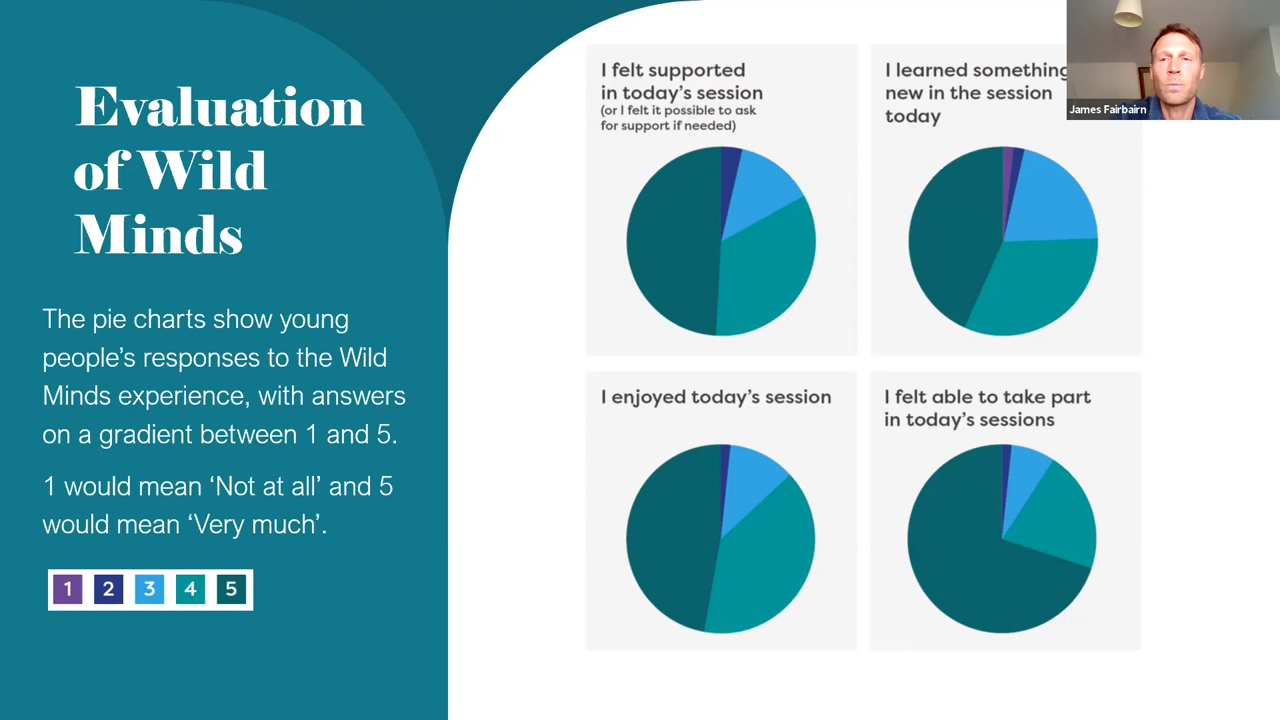 Evaluation
of Wild
Minds
The pie charts show young
people's responses to the Wild
Minds experience, with answers
on a gradient between 1 and 5.
1 would mean 'Not at all' and 5
would mean 'Very much'.
1 2 3 4 5
I felt supported
in today's session
(or I felt it possible to ask
for support if needed)
I learned something
new in the session
today
James Fairbairn
I enjoyed today's session
I felt able to take part
in today's sessions